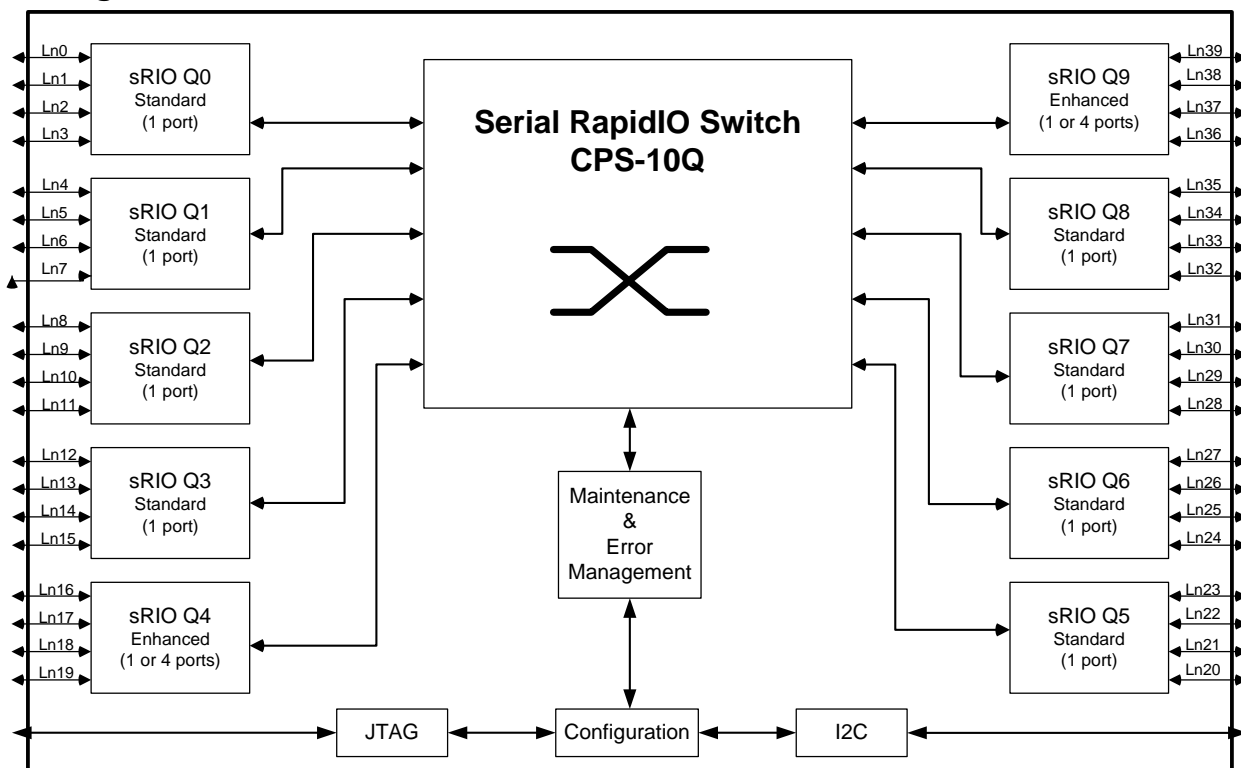 Ln0
Ln1
Ln2
Ln3
sRIO Q0
Standard
(1 port)
Ln4
Ln5
Ln6
Ln7
sRIO Q1
Standard
(1 port)
Ln8
Ln9
Ln10
Ln11
sRIO Q2
Standard
(1 port)
Ln12
Ln13
Ln14
Ln15
sRIO Q3
Standard
(1 port)
Ln16
Ln17
Ln18
Ln19
sRIO Q4
Enhanced
(1 or 4 ports)
Serial RapidIO Switch
CPS-10Q
Maintenance
&
Error
Management
JTAG
Configuration
I2C
sRIO Q9
Enhanced
(1 or 4 ports)
Ln39
Ln38
Ln37
Ln36
sRIO Q8
Standard
(1 port)
Ln35
Ln34
Ln33
Ln32
sRIO Q7
Standard
(1 port)
Ln31
Ln30
Ln29
Ln28
sRIO Q6
Standard
(1 port)
Ln27
Ln26
Ln25
Ln24
sRIO Q5
Standard
(1 port)
Ln23
Ln22
Ln21
Ln20